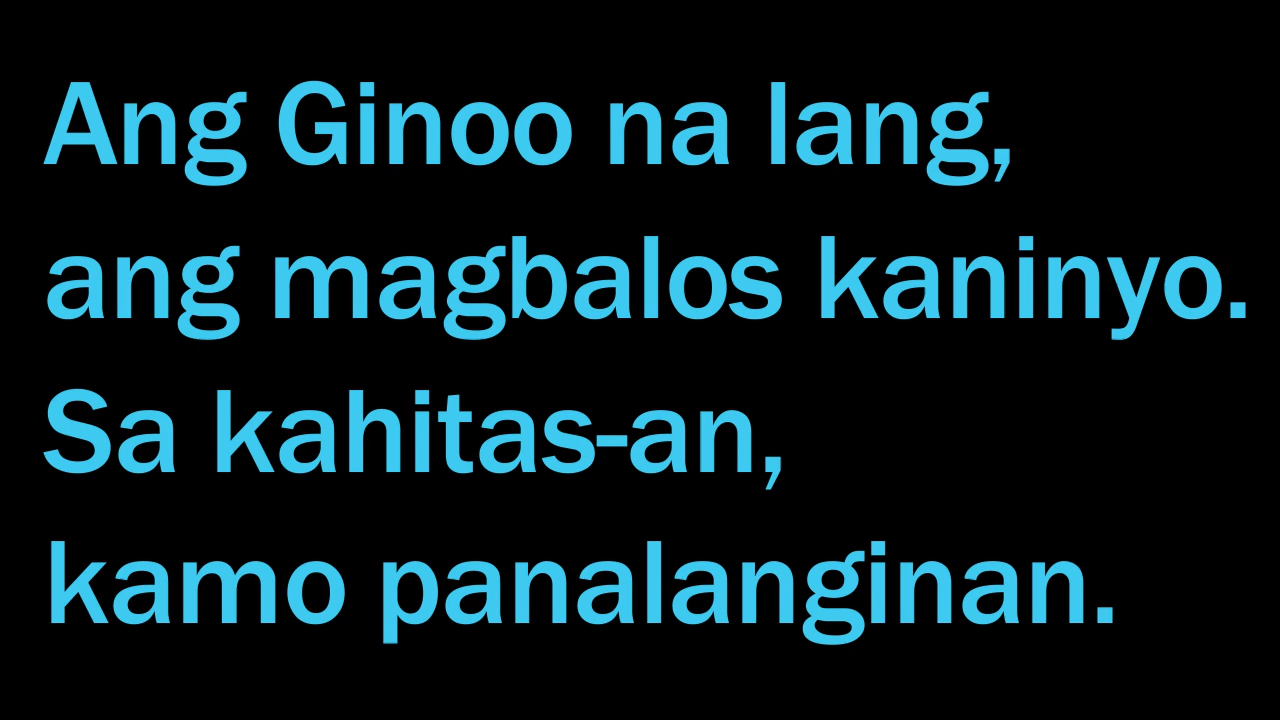 Ang Ginoo na lang,
ang magbalos kaninyo.
Sa kahitas-an,
kamo panalanginan.